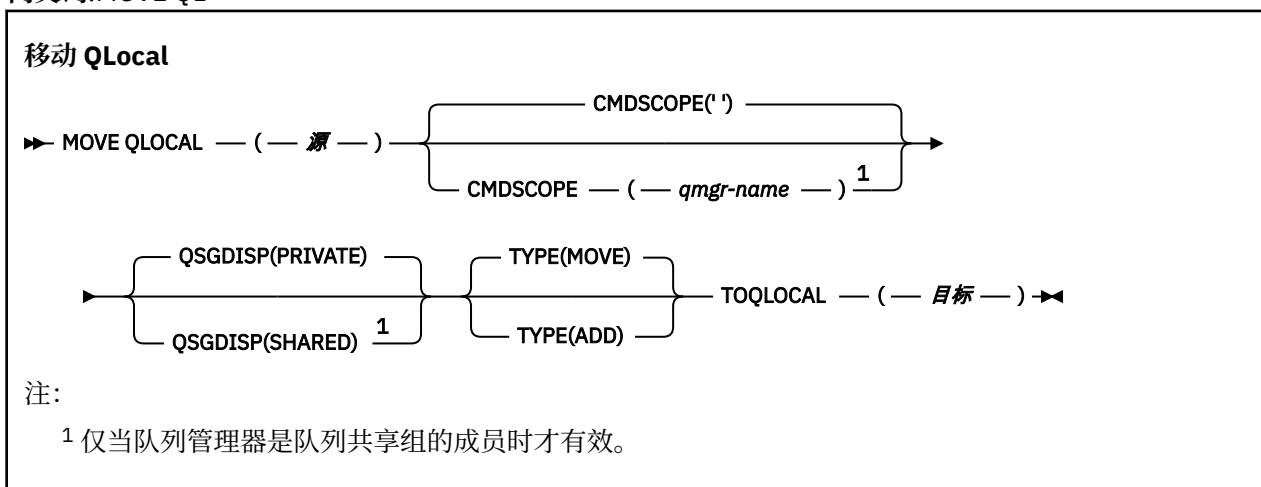 移动 QLocal
CMDSCOPE(' ')
MOVE QLOCAL ( 源 )
CMDSCOPE ( qmgr-name ) 1
QSGDISP(PRIVATE) TYPE(MOVE)
TOQLOCAL ( 目标 )
QSGDISP(SHARED) 1 TYPE(ADD)
注：
1 仅当队列管理器是队列共享组的成员时才有效。